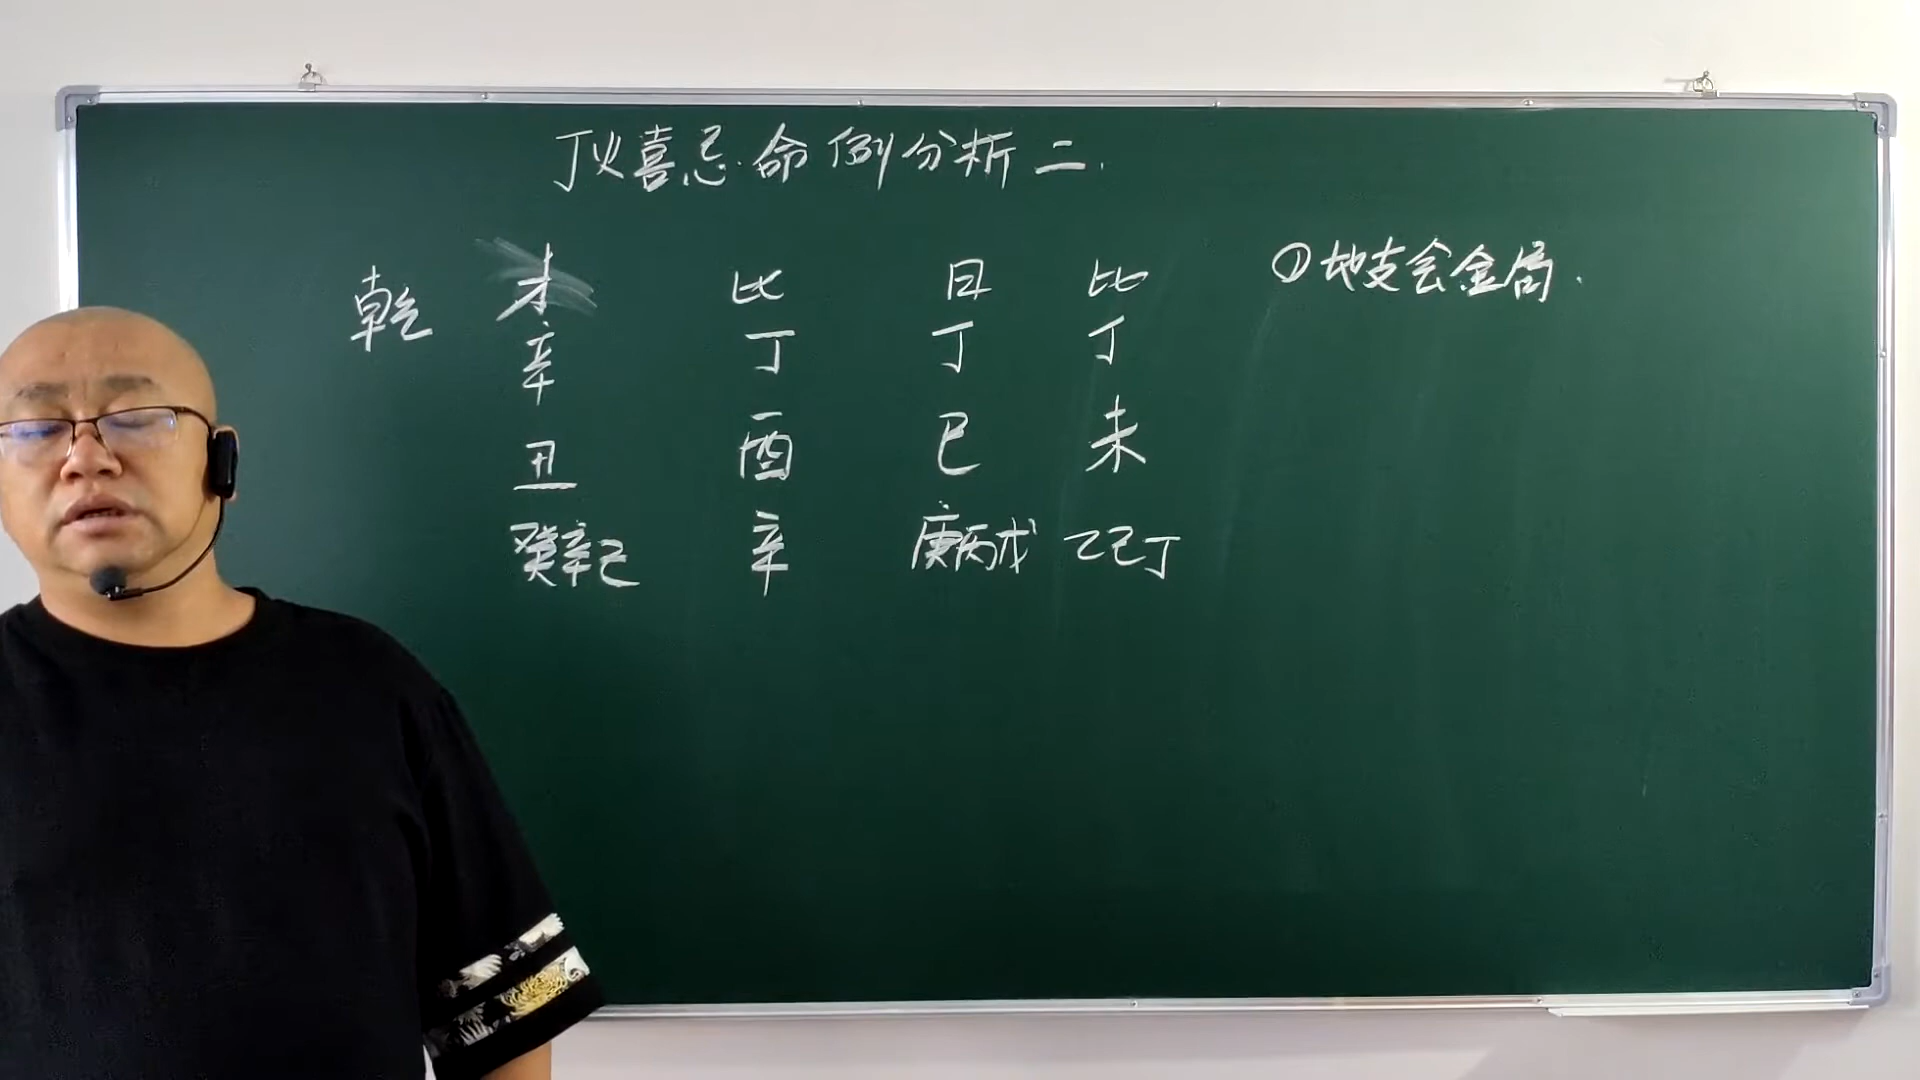 丁火喜忌.命例分析二.
乾 才 比 日 比
辛 丁 丁 丁
丑 酉 巳 未
癸辛己 辛 庚丙戊 乙己丁
①地支会金局.